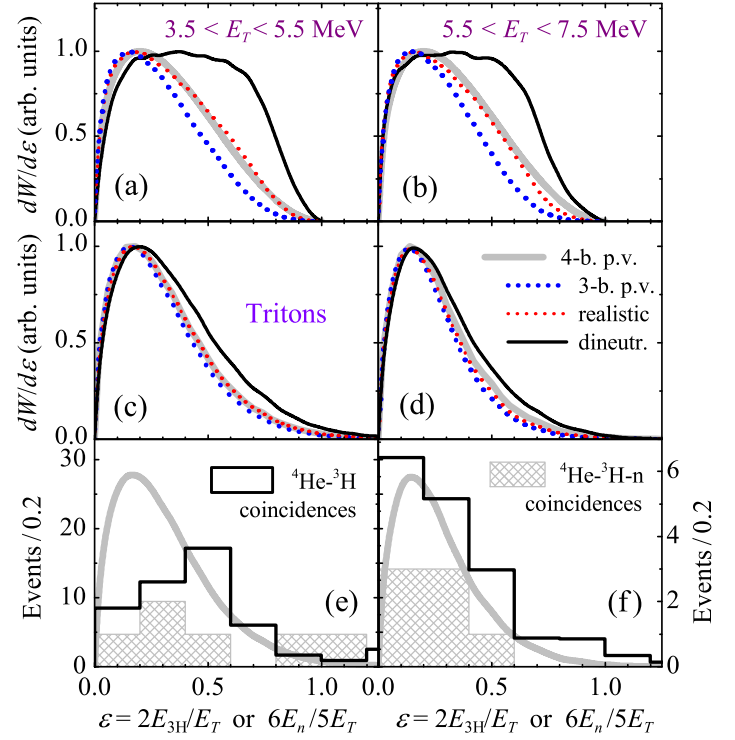 3.5 < E_T < 5.5 MeV
5.5 < E_T < 7.5 MeV
dW/dε (arb. units)
1.0
0.5
0.0
(a)
(b)
dW/dε (arb. units)
1.0
0.5
0.0
Tritons
4-b. p.v.
3-b. p.v.
realistic
dineutr.
(c)
(d)
Events / 0.2
30
20
10
0
⁴He-³H
coincidences
⁴He-³H-n
coincidences
(e)
(f)
6
4
2
0
Events / 0.2
0.0
0.5
1.0
0.0
0.5
1.0
ε = 2E_3H/E_T or 6E_n/5E_T
ε = 2E_3H/E_T or 6E_n/5E_T